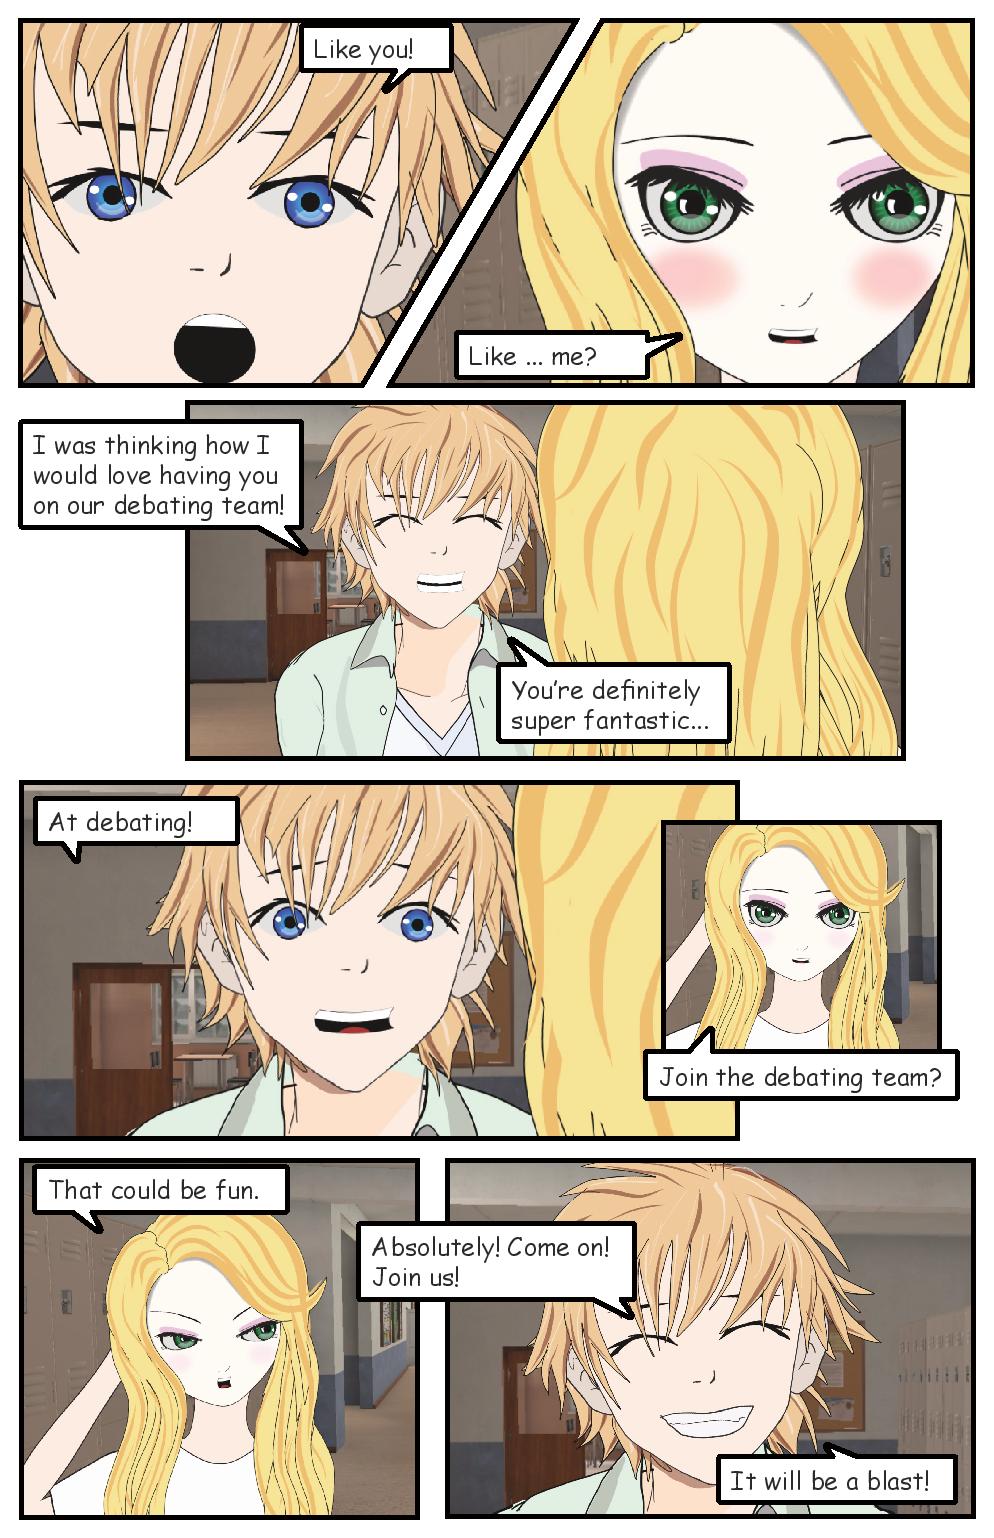 Like you!
Like ... me?
I was thinking how I
would love having you
on our debating team!
You're definitely
super fantastic...
At debating!
Join the debating team?
That could be fun.
Absolutely! Come on!
Join us!
It will be a blast!